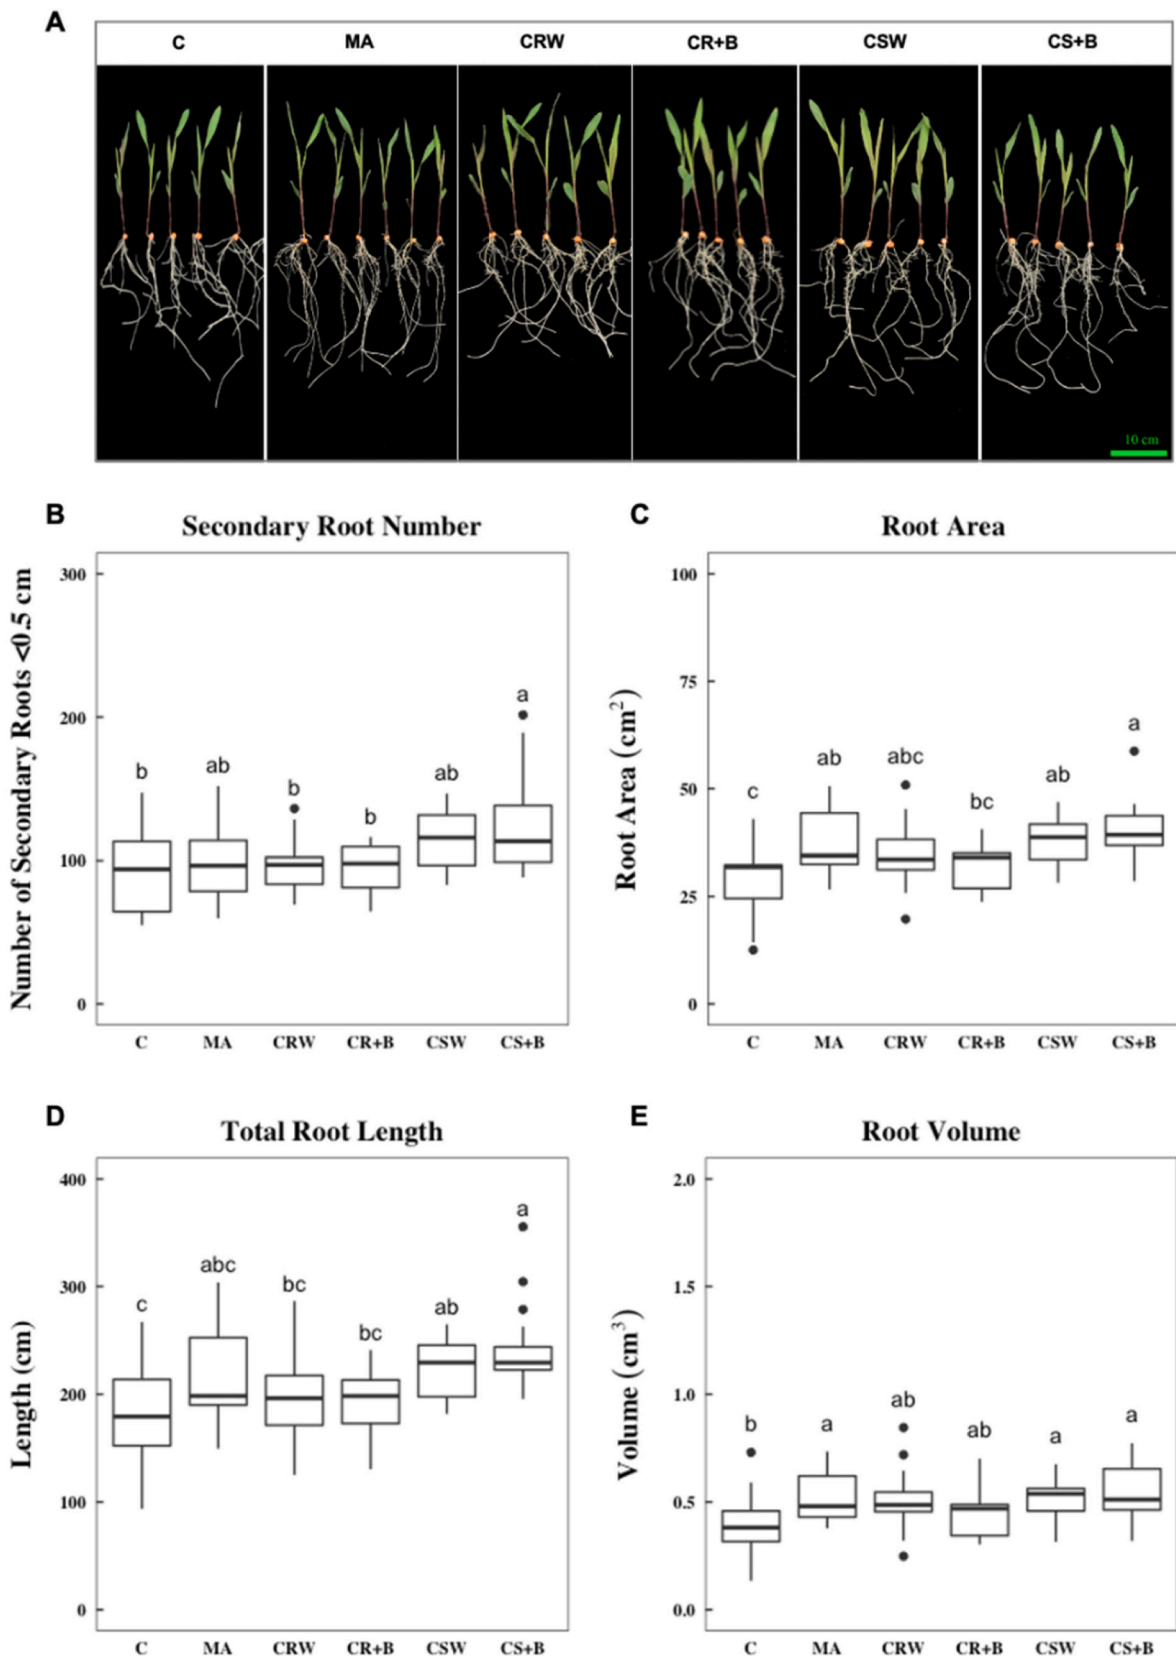 A
C MA CRW CR+B CSW CS+B
10 cm
B
Secondary Root Number
Number of Secondary Roots <0.5 cm
300
200
100
0
b ab b b ab a
C MA CRW CR+B CSW CS+B
C
Root Area
Root Area (cm²)
100
75
50
25
0
c ab abc bc ab a
C MA CRW CR+B CSW CS+B
D
Total Root Length
Length (cm)
400
300
200
100
0
c abc bc bc ab a
C MA CRW CR+B CSW CS+B
E
Root Volume
Volume (cm³)
2.0
1.5
1.0
0.5
0.0
b a ab ab a a
C MA CRW CR+B CSW CS+B